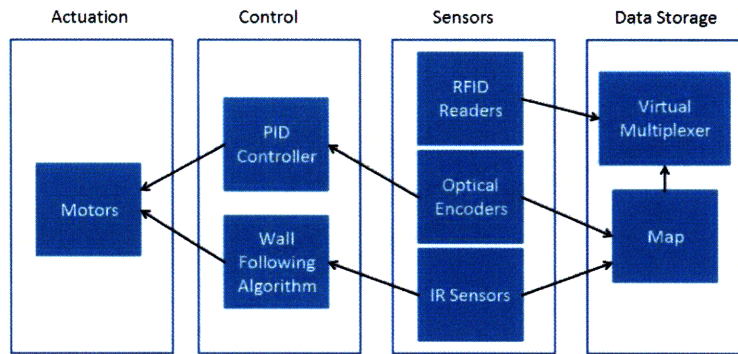 Actuation
Control
Sensors
Data Storage
Motors
PID
Controller
Wall
Following
Algorithm
RFID
Readers
Optical
Encoders
IR Sensors
Virtual
Multiplexer
Map